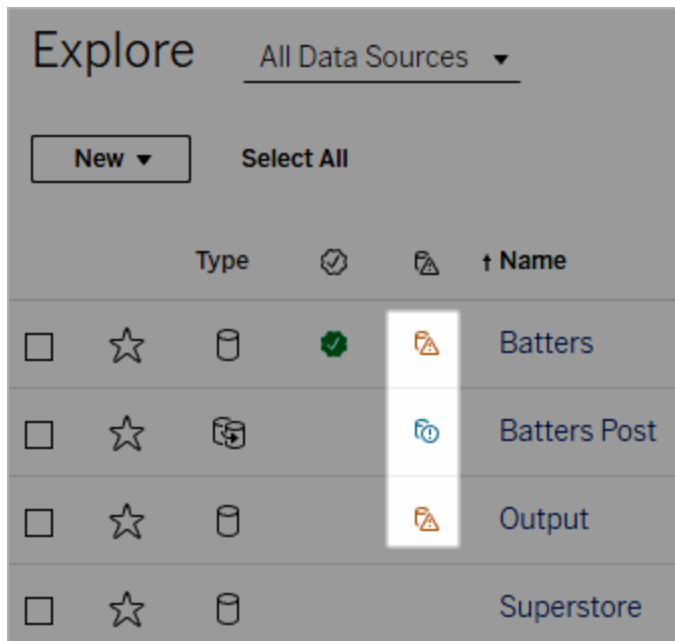 Explore All Data Sources
New Select All
Type Name
Batters
Batters Post
Output
Superstore